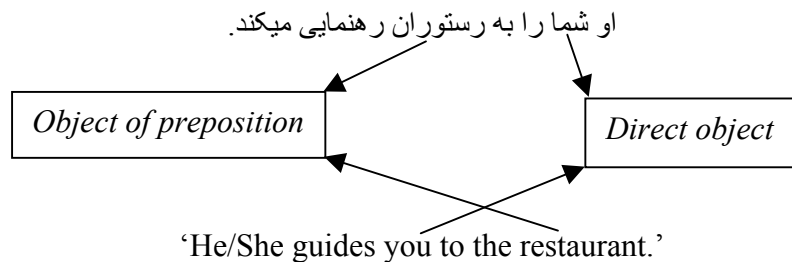 او شما را به رستوران رهنمایی میکند.
Object of preposition
Direct object
‘He/She guides you to the restaurant.’